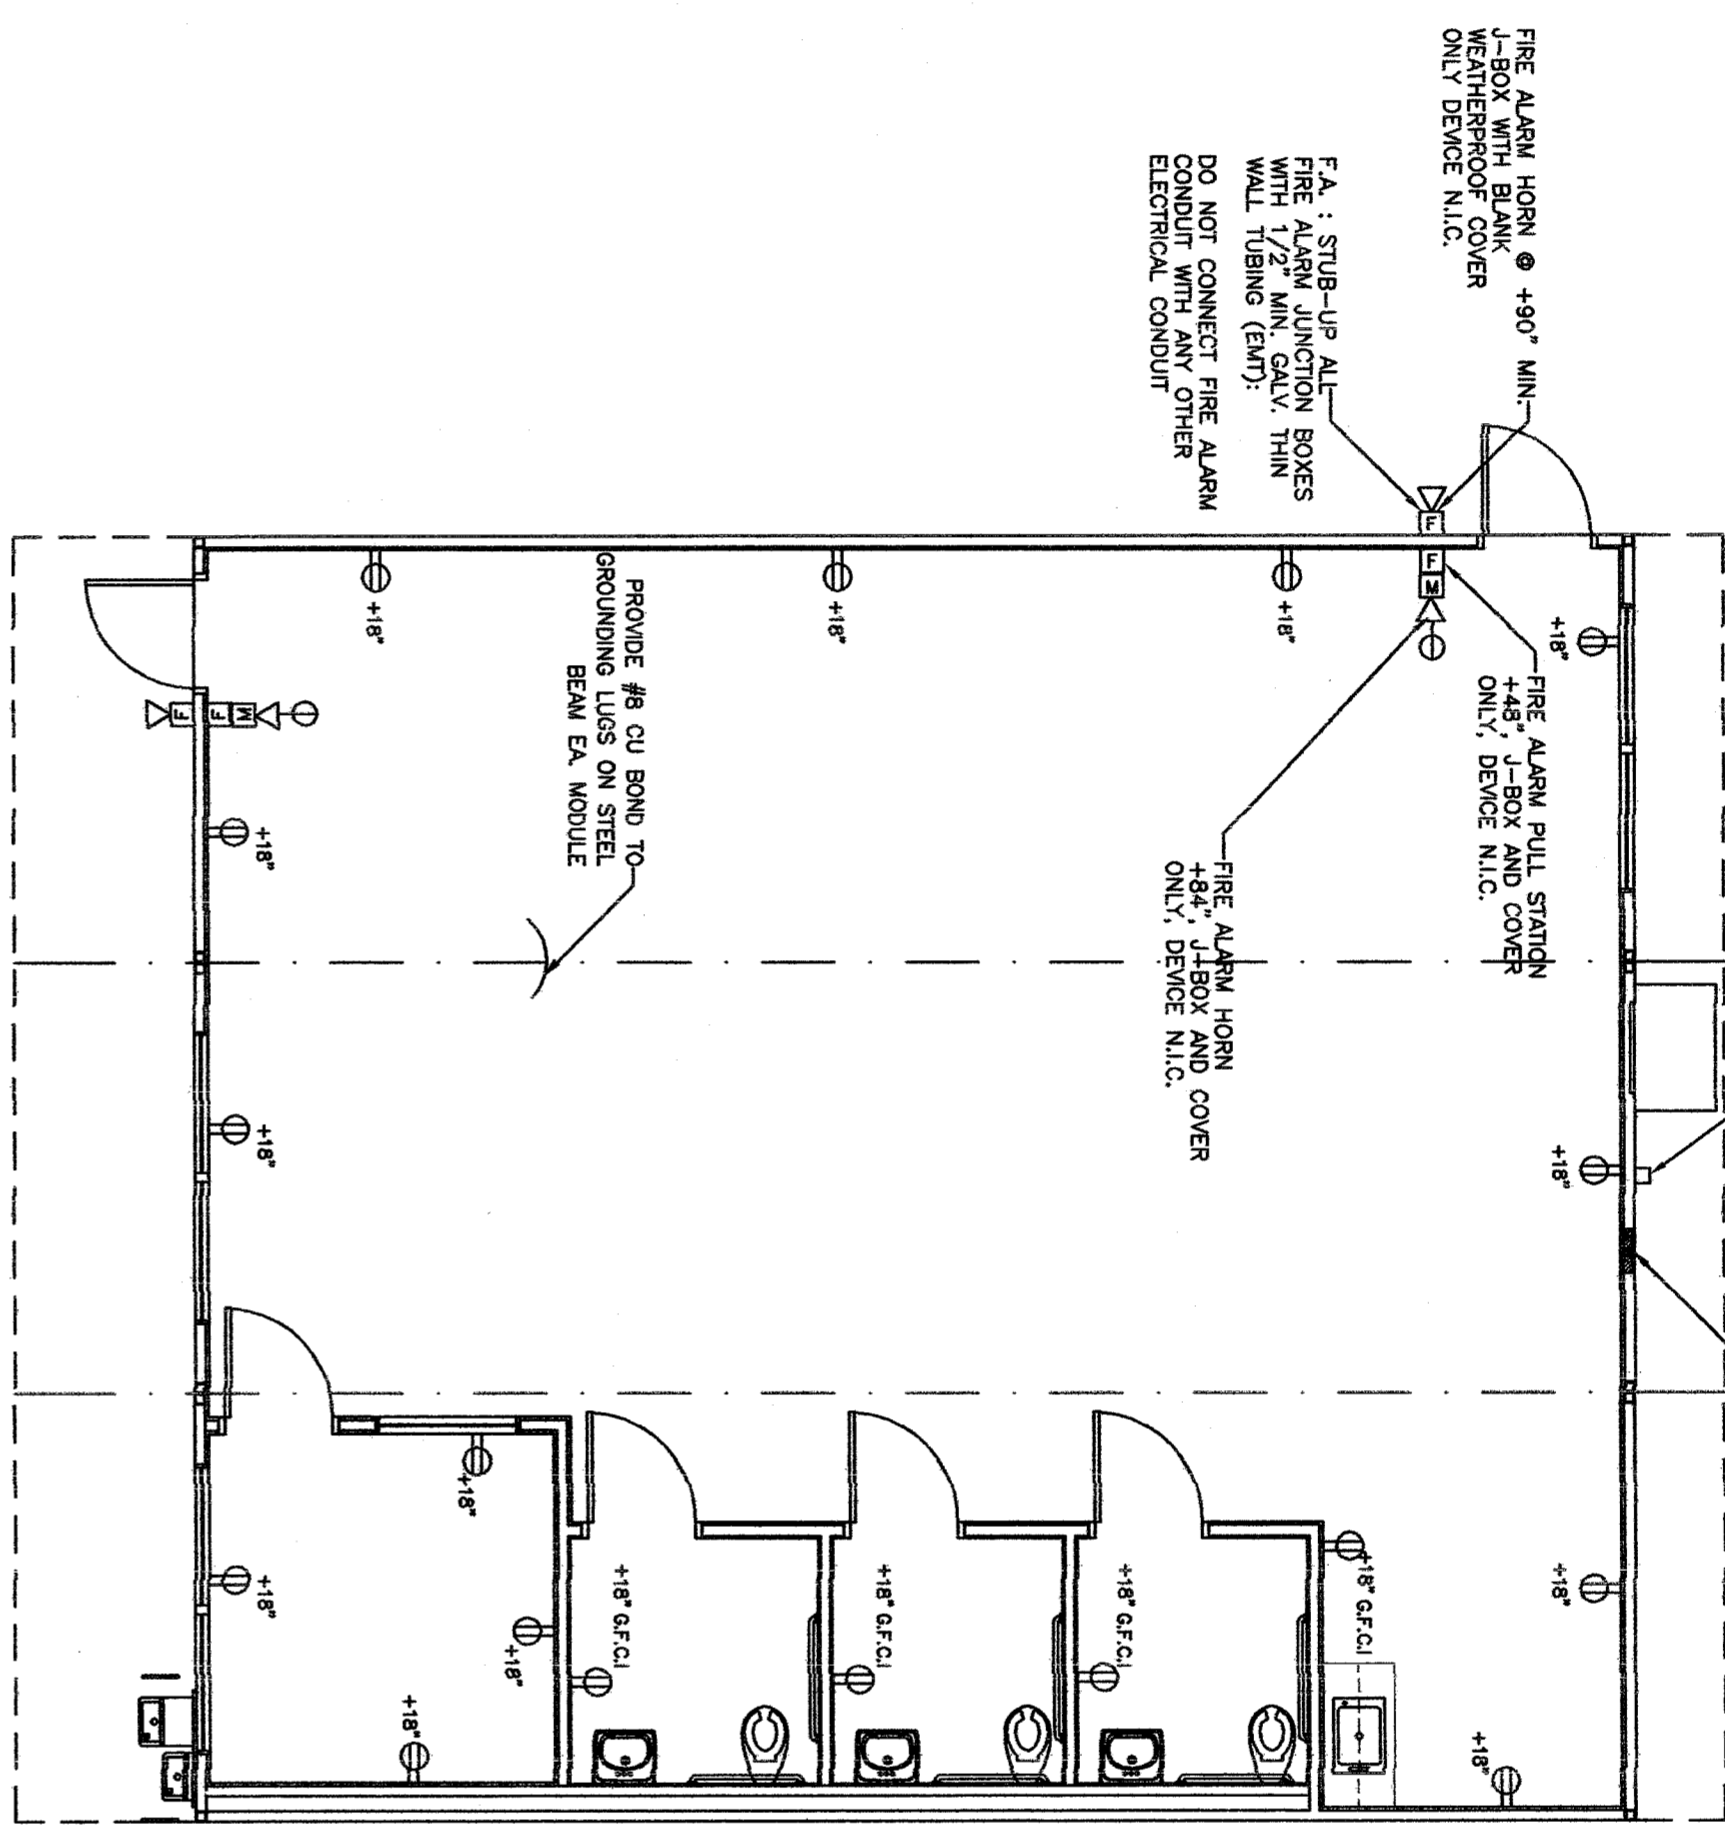 FIRE ALARM HORN @ +90" MIN.
J-BOX WITH BLANK
WEATHERPROOF COVER
ONLY DEVICE N.I.C.
F.A. : STUB-UP ALL
FIRE ALARM JUNCTION BOXES
WITH 1/2" MIN. GALV. THIN
WALL TUBING (EMT):
DO NOT CONNECT FIRE ALARM
CONDUIT WITH ANY OTHER
ELECTRICAL CONDUIT
F
F M
+18"
+18"
+18"
+18"
FIRE ALARM PULL STATION
+48", J-BOX AND COVER
ONLY, DEVICE N.I.C.
PROVIDE #8 CU BOND TO
GROUNDING LUGS ON STEEL
BEAM EA. MODULE
F F M
+18"
FIRE ALARM HORN
+84", J-BOX AND COVER
ONLY, DEVICE N.I.C.
+18"
+18"
+18"
+18"
+18"
+18"
+18" G.F.C.I
+18" G.F.C.I
+18" G.F.C.I
+18" G.F.C.I
+18"
+18"
+18"